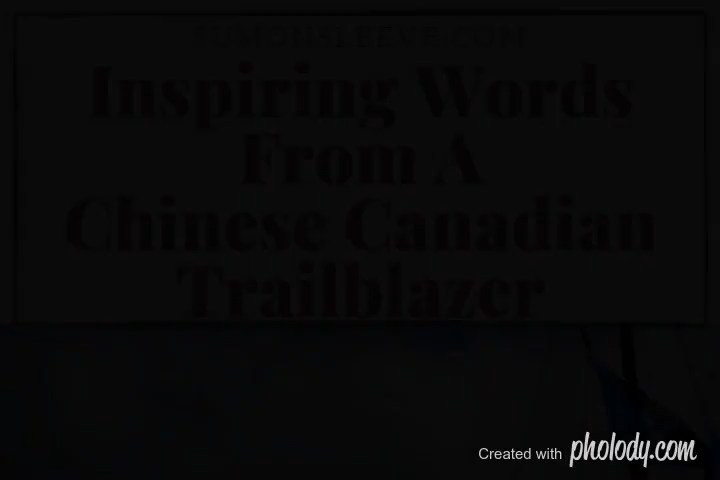 Inspiring Words
From A
Chinese Canadian
Trailblazer
Created with pholody.com